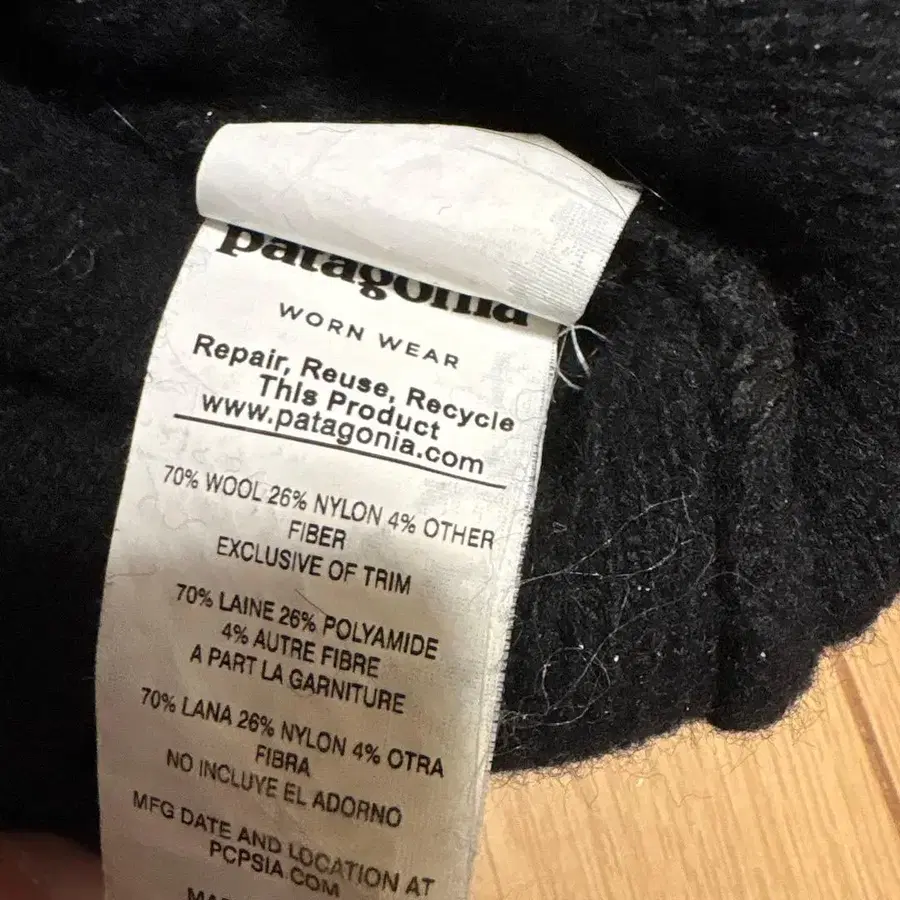 patagonia
WORN WEAR
Repair, Reuse, Recycle
ThIs Product
www.patagonia.com
70% WOOL 26% NYLON 4% OTHER
FIBER
EXCLUSIVE OF TRIM
70% LAINE 26% POLYAMIDE
4% AUTRE FIBRE
A PART LA GARNITURE
70% LANA 26% NYLON 4% OTRA
FIBRA
NO INCLUYE EL ADORNO
MFG DATE AND LOCATION AT
PCPSIA.COM